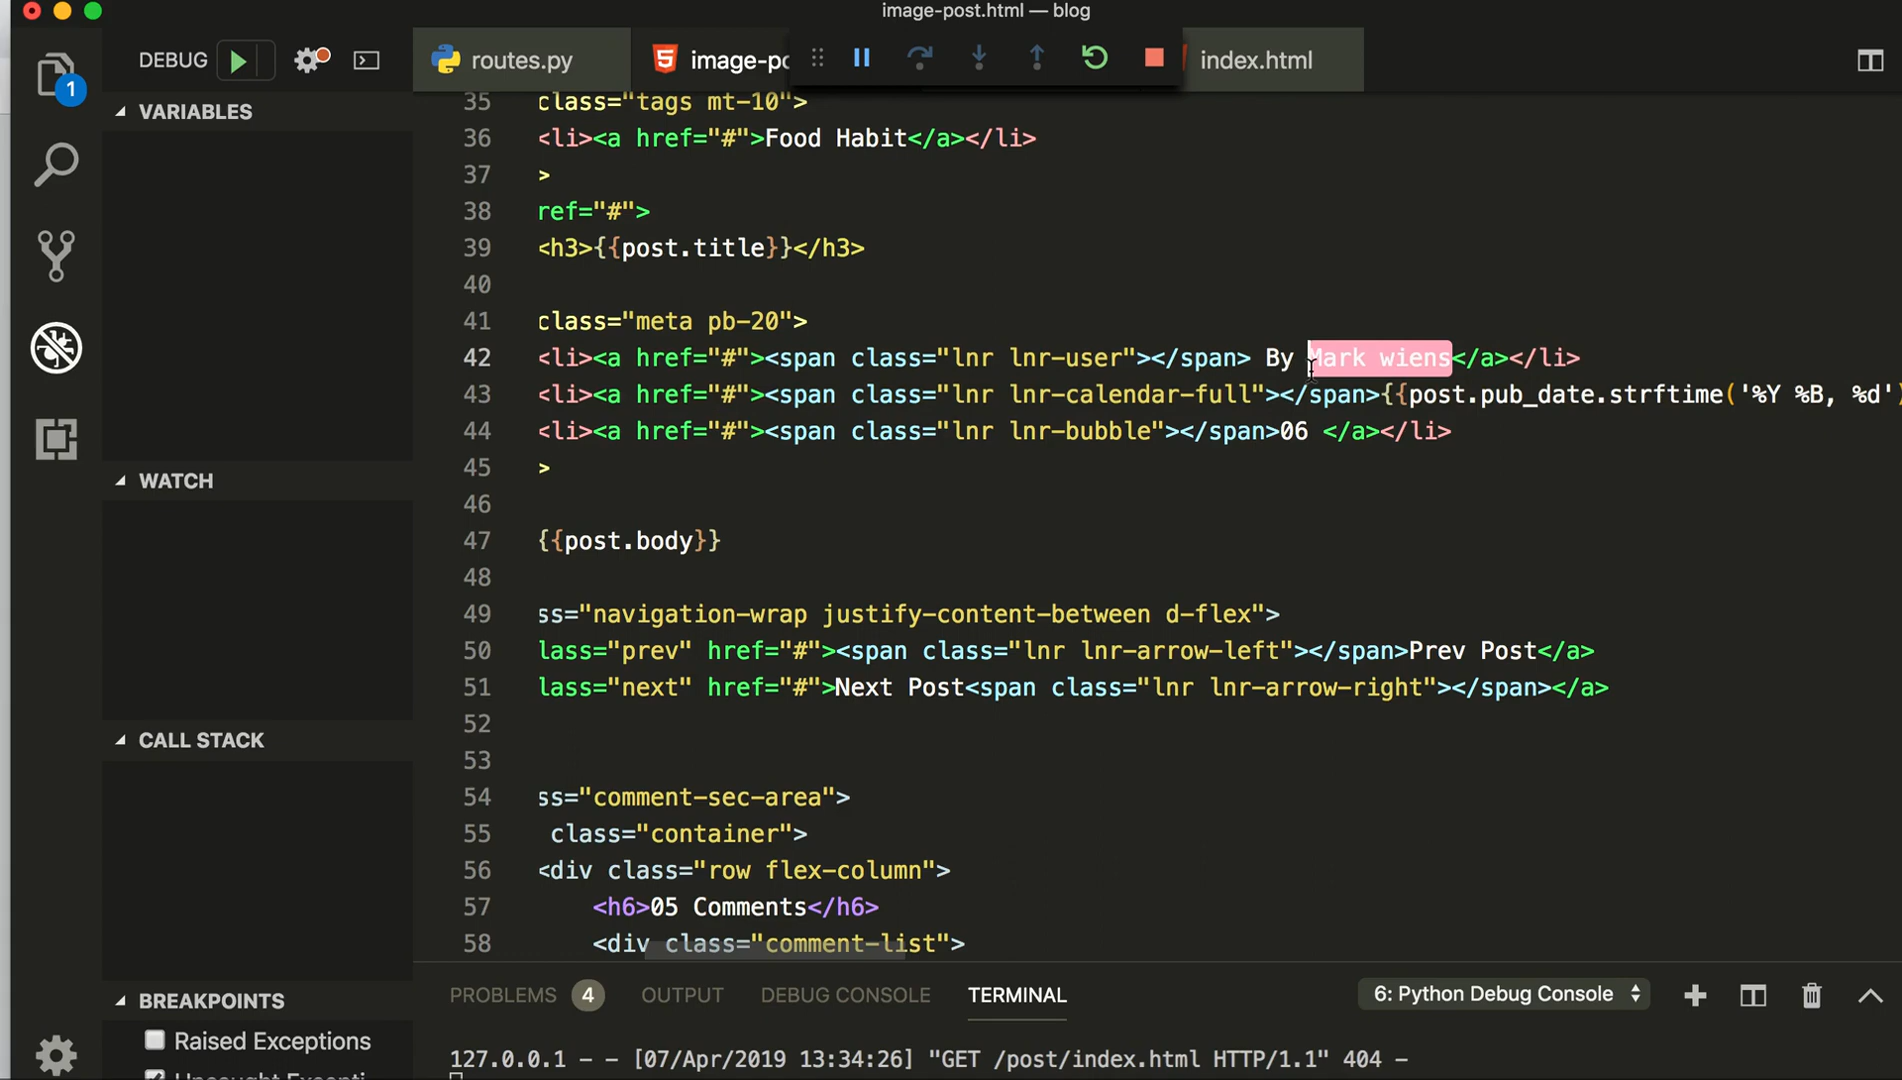 image-post.html — blog
DEBUG
routes.py
image-po
index.html
1
VARIABLES
WATCH
CALL STACK
BREAKPOINTS
Raised Exceptions
35 class="tags mt-10">
36 <li><a href="#">Food Habit</a></li>
37 >
38 ref="#">
39 <h3>{{post.title}}</h3>
40
41 class="meta pb-20">
42 <li><a href="#"><span class="lnr lnr-user"></span> By Mark wiens</a></li>
43 <li><a href="#"><span class="lnr lnr-calendar-full"></span>{{post.pub_date.strftime('%Y %B, %d')
44 <li><a href="#"><span class="lnr lnr-bubble"></span>06 </a></li>
45 >
46
47 {{post.body}}
48
49 ss="navigation-wrap justify-content-between d-flex">
50 lass="prev" href="#"><span class="lnr lnr-arrow-left"></span>Prev Post</a>
51 lass="next" href="#">Next Post<span class="lnr lnr-arrow-right"></span></a>
52
53
54 ss="comment-sec-area">
55 class="container">
56 <div class="row flex-column">
57 <h6>05 Comments</h6>
58 <div class="comment-list">
PROBLEMS 4 OUTPUT DEBUG CONSOLE TERMINAL 6: Python Debug Console
127.0.0.1 - - [07/Apr/2019 13:34:26] "GET /post/index.html HTTP/1.1" 404 -